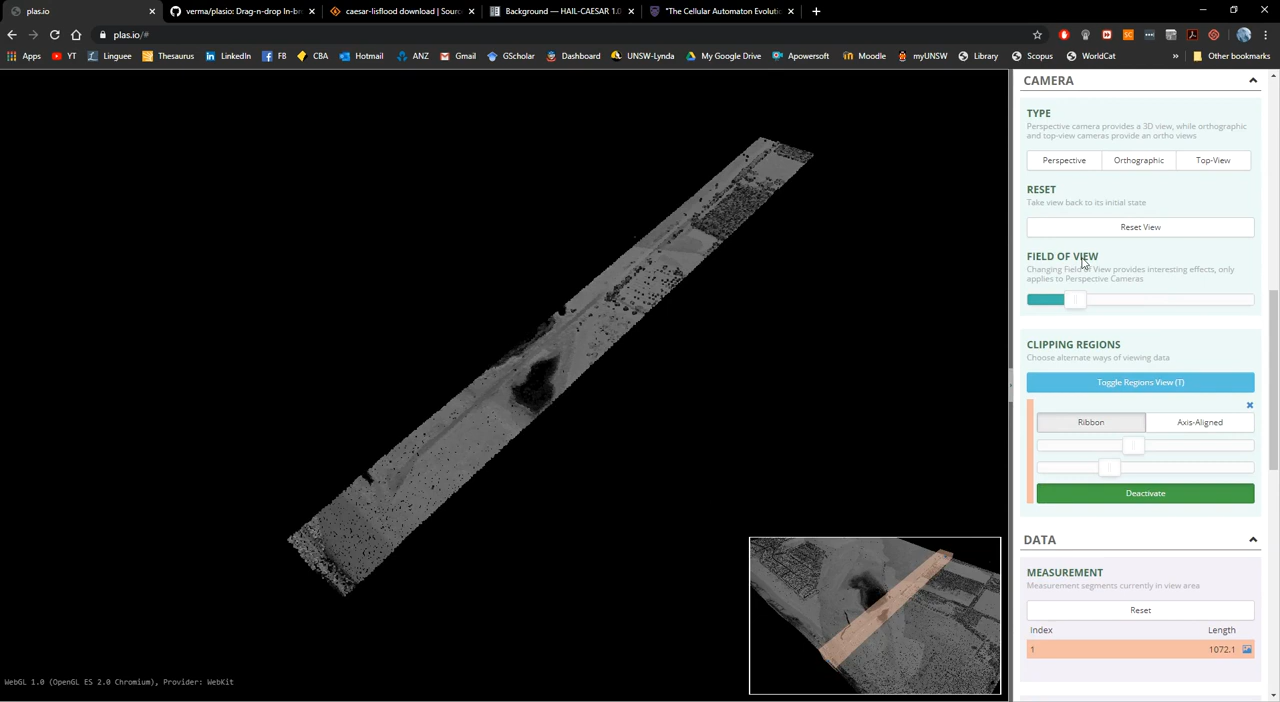 plas.io
verma/plasio: Drag-n-drop In-bro
caesar-lisflood download | Sourc
Background — HAIL-CAESAR 1.0
"The Cellular Automaton Evolutio
plas.io/#
Apps
YT
Linguee
Thesaurus
LinkedIn
FB
CBA
Hotmail
ANZ
Gmail
GScholar
Dashboard
UNSW-Lynda
My Google Drive
Apowersoft
Moodle
myUNSW
Library
Scopus
WorldCat
»
Other bookmarks
CAMERA
TYPE
Perspective camera provides a 3D view, while orthographic
and top-view cameras provide an ortho views
Perspective
Orthographic
Top-View
RESET
Take view back to its initial state
Reset View
FIELD OF VIEW
Changing Field of View provides interesting effects, only
applies to Perspective Cameras
CLIPPING REGIONS
Choose alternate ways of viewing data
Toggle Regions View (T)
Ribbon
Axis-Aligned
Deactivate
DATA
MEASUREMENT
Measurement segments currently in view area
Reset
Index Length
1 1072.1
WebGL 1.0 (OpenGL ES 2.0 Chromium), Provider: WebKit